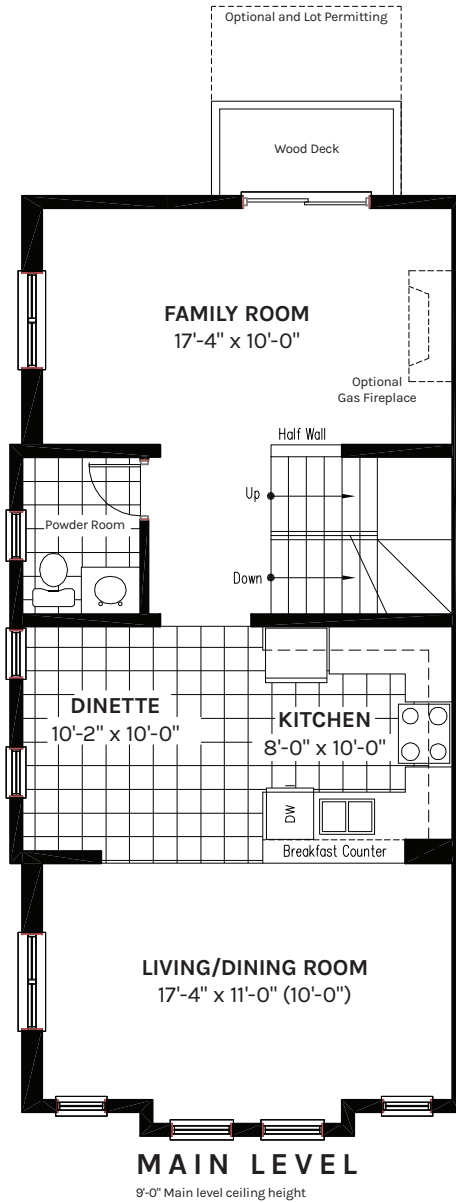 Optional and Lot Permitting
Wood Deck
FAMILY ROOM
17'-4" x 10'-0"
Optional
Gas Fireplace
Half Wall
Up
Powder Room
Down
DINETTE
10'-2" x 10'-0"
KITCHEN
8'-0" x 10'-0"
DW
Breakfast Counter
LIVING/DINING ROOM
17'-4" x 11'-0" (10'-0")
MAIN LEVEL
9'-0" Main level ceiling height